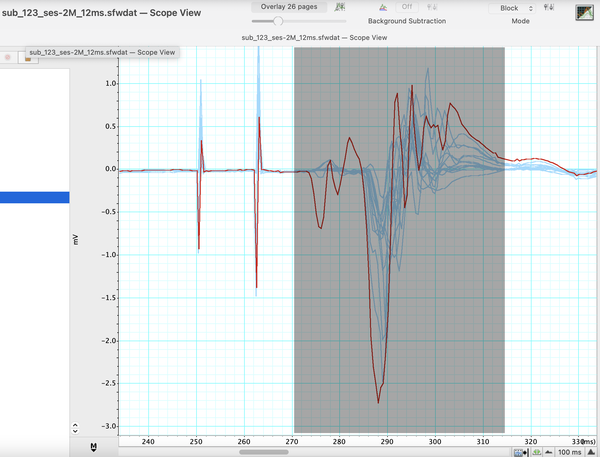 sub_123_ses-2M_12ms.sfwdat — Scope View
Overlay 26 pages
Off
Block
Background Subtraction
Mode
sub_123_ses-2M_12ms.sfwdat — Scope View
sub_123_ses-2M_12ms.sfwdat — Scope View
1.0
0.5
0.0
-0.5
mV
-1.0
-1.5
-2.0
-2.5
-3.0
240 250 260 270 280 290 300 310 320 330 (ms)
M
100 ms